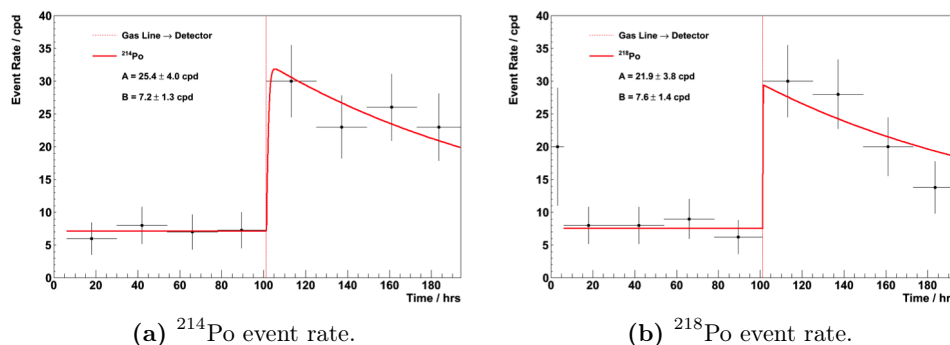 Event Rate / cpd
40
35
30
25
20
15
10
5
0
Gas Line → Detector
²¹⁴Po
A = 25.4 ± 4.0 cpd
B = 7.2 ± 1.3 cpd
0 20 40 60 80 100 120 140 160 180
Time / hrs
(a) ²¹⁴Po event rate.
Event Rate / cpd
40
35
30
25
20
15
10
5
0
Gas Line → Detector
²¹⁸Po
A = 21.9 ± 3.8 cpd
B = 7.6 ± 1.4 cpd
0 20 40 60 80 100 120 140 160 180
Time / hrs
(b) ²¹⁸Po event rate.